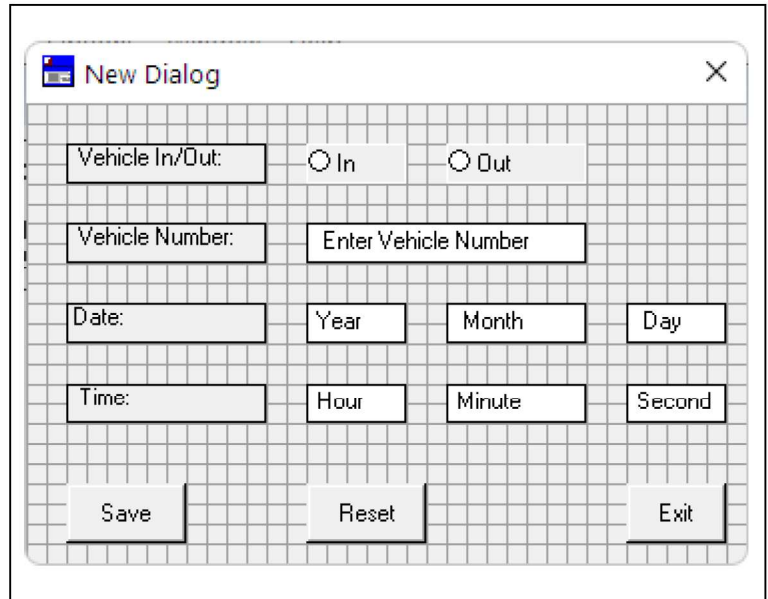 New Dialog
Vehicle In/Out: In Out
Vehicle Number: Enter Vehicle Number
Date: Year Month Day
Time: Hour Minute Second
Save Reset Exit